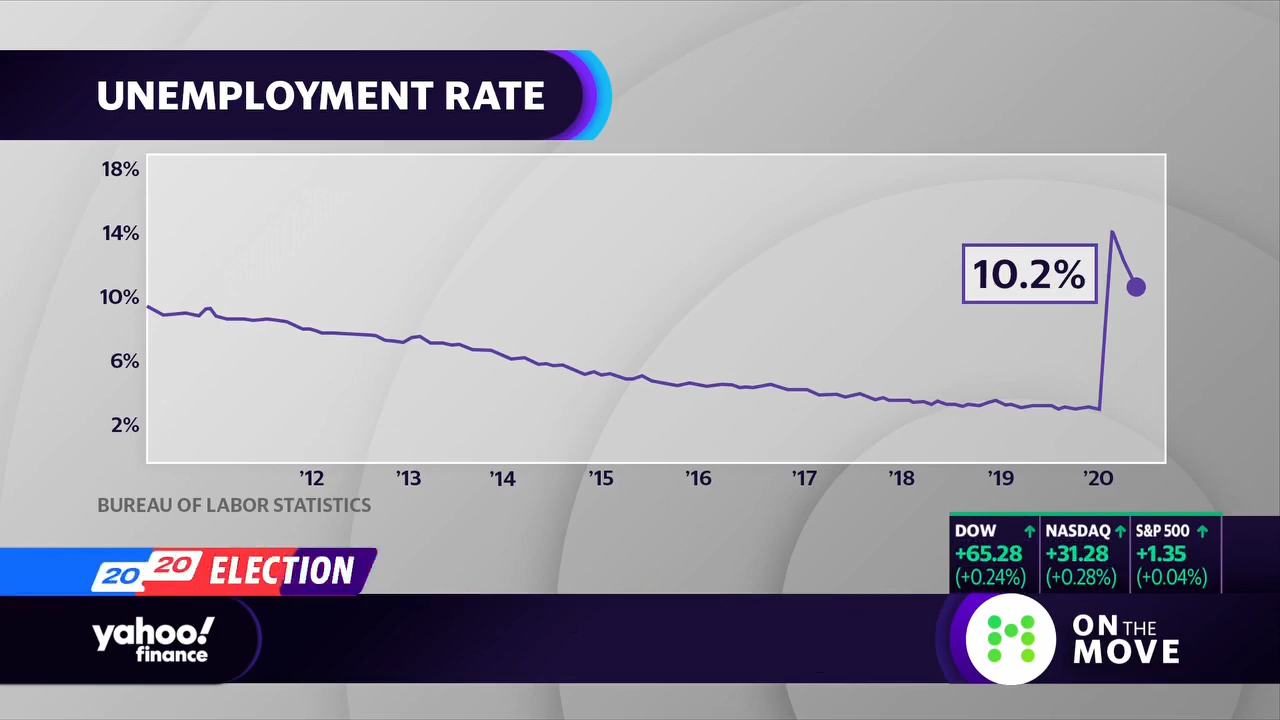 UNEMPLOYMENT RATE
18%
14%
10%
6%
2%
10.2%
’12 ’13 ’14 ’15 ’16 ’17 ’18 ’19 ’20
BUREAU OF LABOR STATISTICS
DOW NASDAQ S&P 500
+65.28 +31.28 +1.35
(+0.24%) (+0.28%) (+0.04%)
2020 ELECTION
yahoo!
finance
ON THE
MOVE